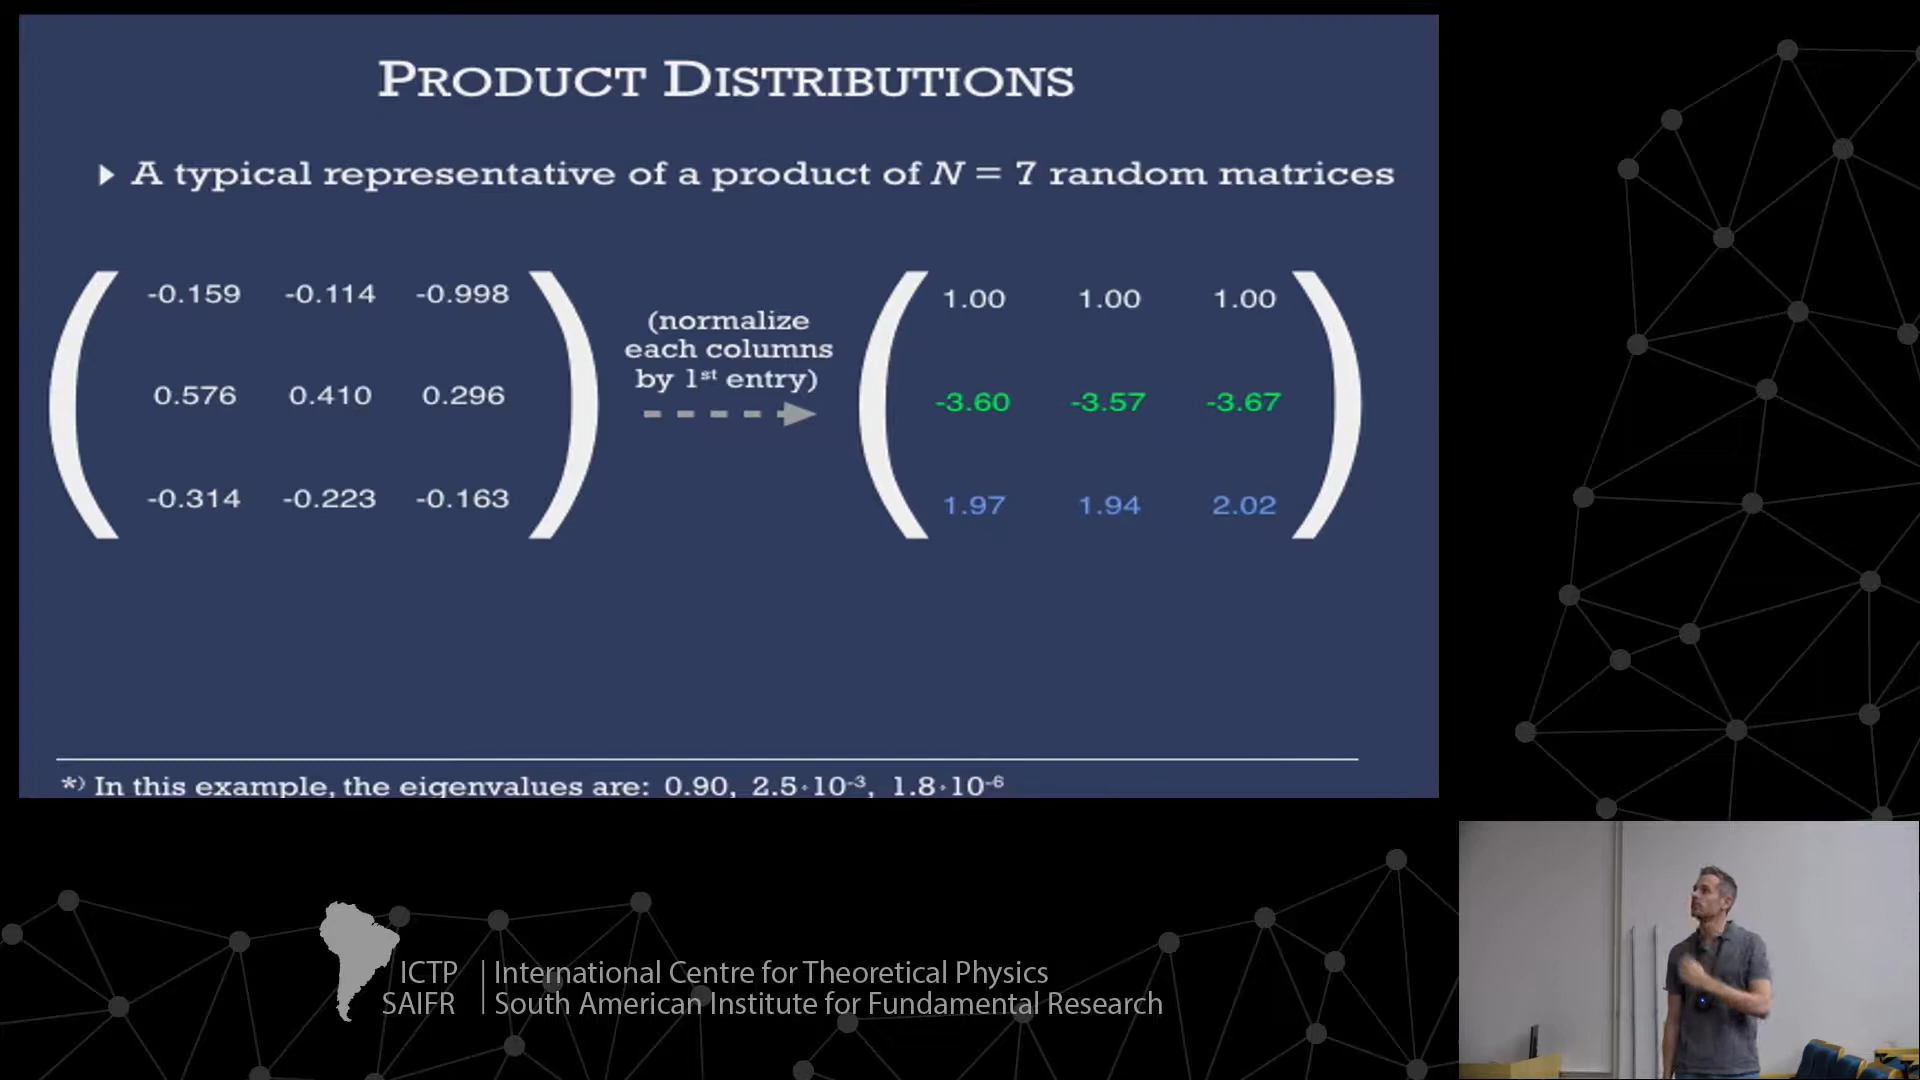 PRODUCT DISTRIBUTIONS
A typical representative of a product of N = 7 random matrices
-0.159 -0.114 -0.998
0.576 0.410 0.296
-0.314 -0.223 -0.163
(normalize
each columns
by 1st entry)
1.00 1.00 1.00
-3.60 -3.57 -3.67
1.97 1.94 2.02
*) In this example, the eigenvalues are: 0.90, 2.5·10-3, 1.8·10-6
ICTP
SAIFR
International Centre for Theoretical Physics
South American Institute for Fundamental Research